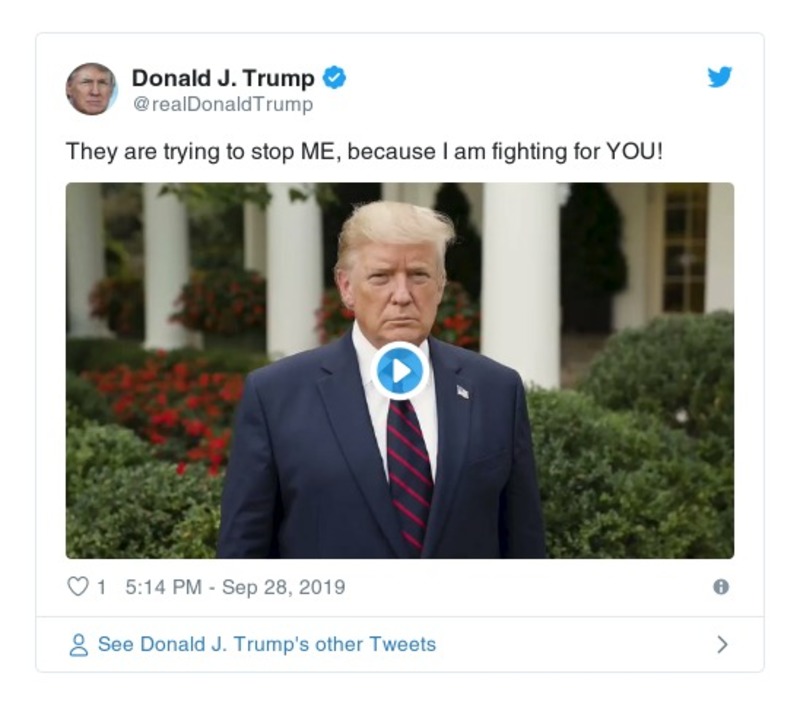 Donald J. Trump
@realDonaldTrump
They are trying to stop ME, because I am fighting for YOU!
1 5:14 PM - Sep 28, 2019
See Donald J. Trump's other Tweets